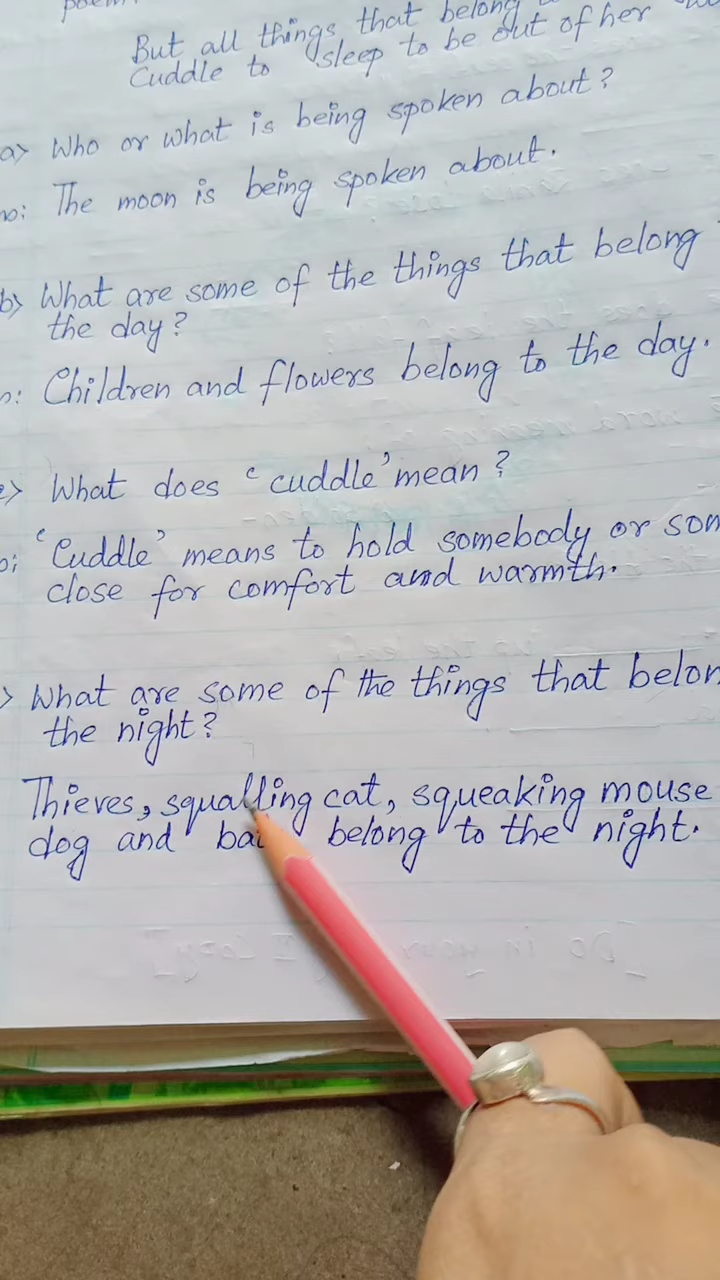 poem.
But all things that belong
Cuddle to sleep to be out of her
a> Who or what is being spoken about?
The moon is being spoken about.
b> What are some of the things that belong
the day?
Children and flowers belong to the day.
> What does 'cuddle' mean?
'Cuddle' means to hold somebody or som
close for comfort and warmth.
> What are some of the things that belon
the night?
Thieves, squalling cat, squeaking mouse
dog and ba belong to the night.